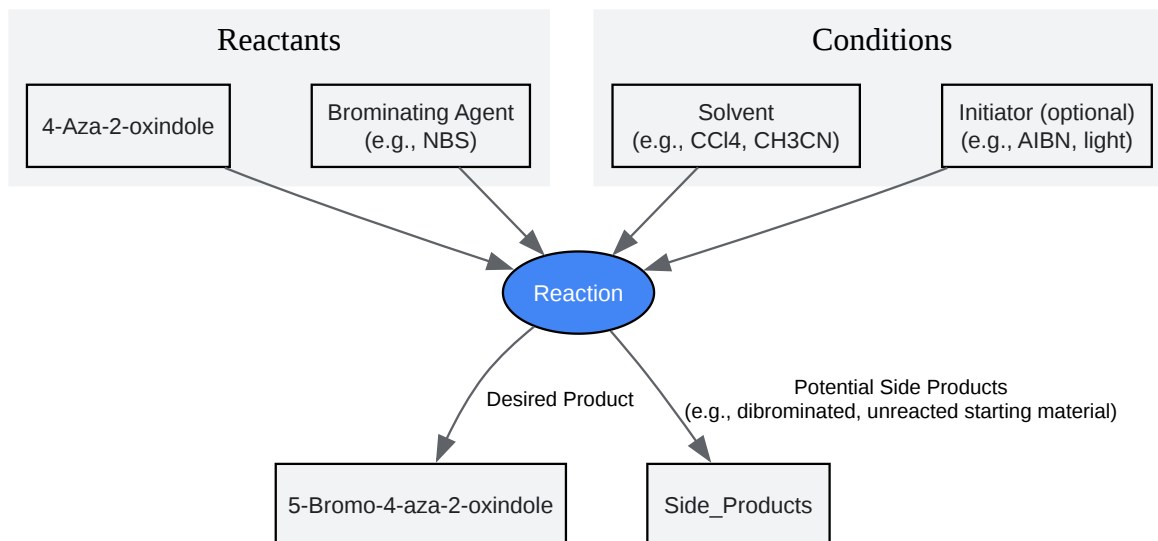 Reactants
Conditions
4-Aza-2-oxindole
Brominating Agent
(e.g., NBS)
Solvent
(e.g., CCl4, CH3CN)
Initiator (optional)
(e.g., AIBN, light)
Reaction
Desired Product
Potential Side Products
(e.g., dibrominated, unreacted starting material)
5-Bromo-4-aza-2-oxindole
Side_Products